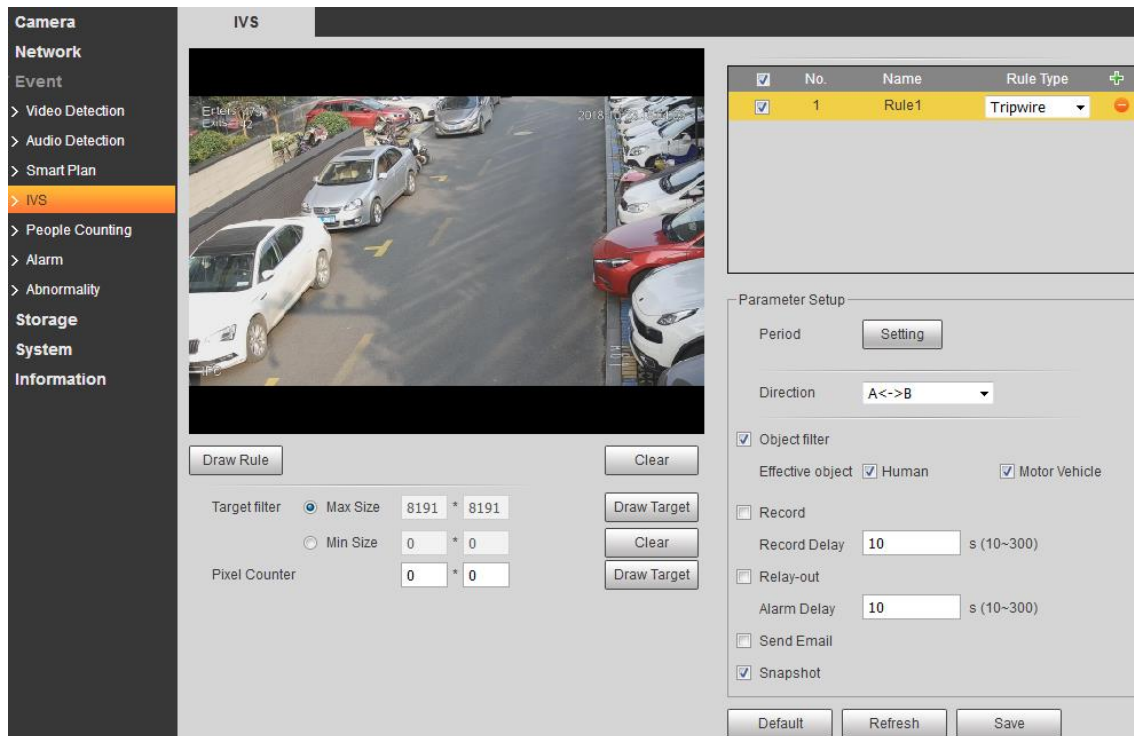 Camera
Network
Event
> Video Detection
> Audio Detection
> Smart Plan
> IVS
> People Counting
> Alarm
> Abnormality
Storage
System
Information
IVS
IPC
Draw Rule
Clear
Target filter Max Size 8191 * 8191 Draw Target
Min Size 0 * 0 Clear
Pixel Counter 0 * 0 Draw Target
No. Name Rule Type
1 Rule1 Tripwire
Parameter Setup
Period Setting
Direction A<->B
Object filter
Effective object Human Motor Vehicle
Record
Record Delay 10 s (10~300)
Relay-out
Alarm Delay 10 s (10~300)
Send Email
Snapshot
Default Refresh Save